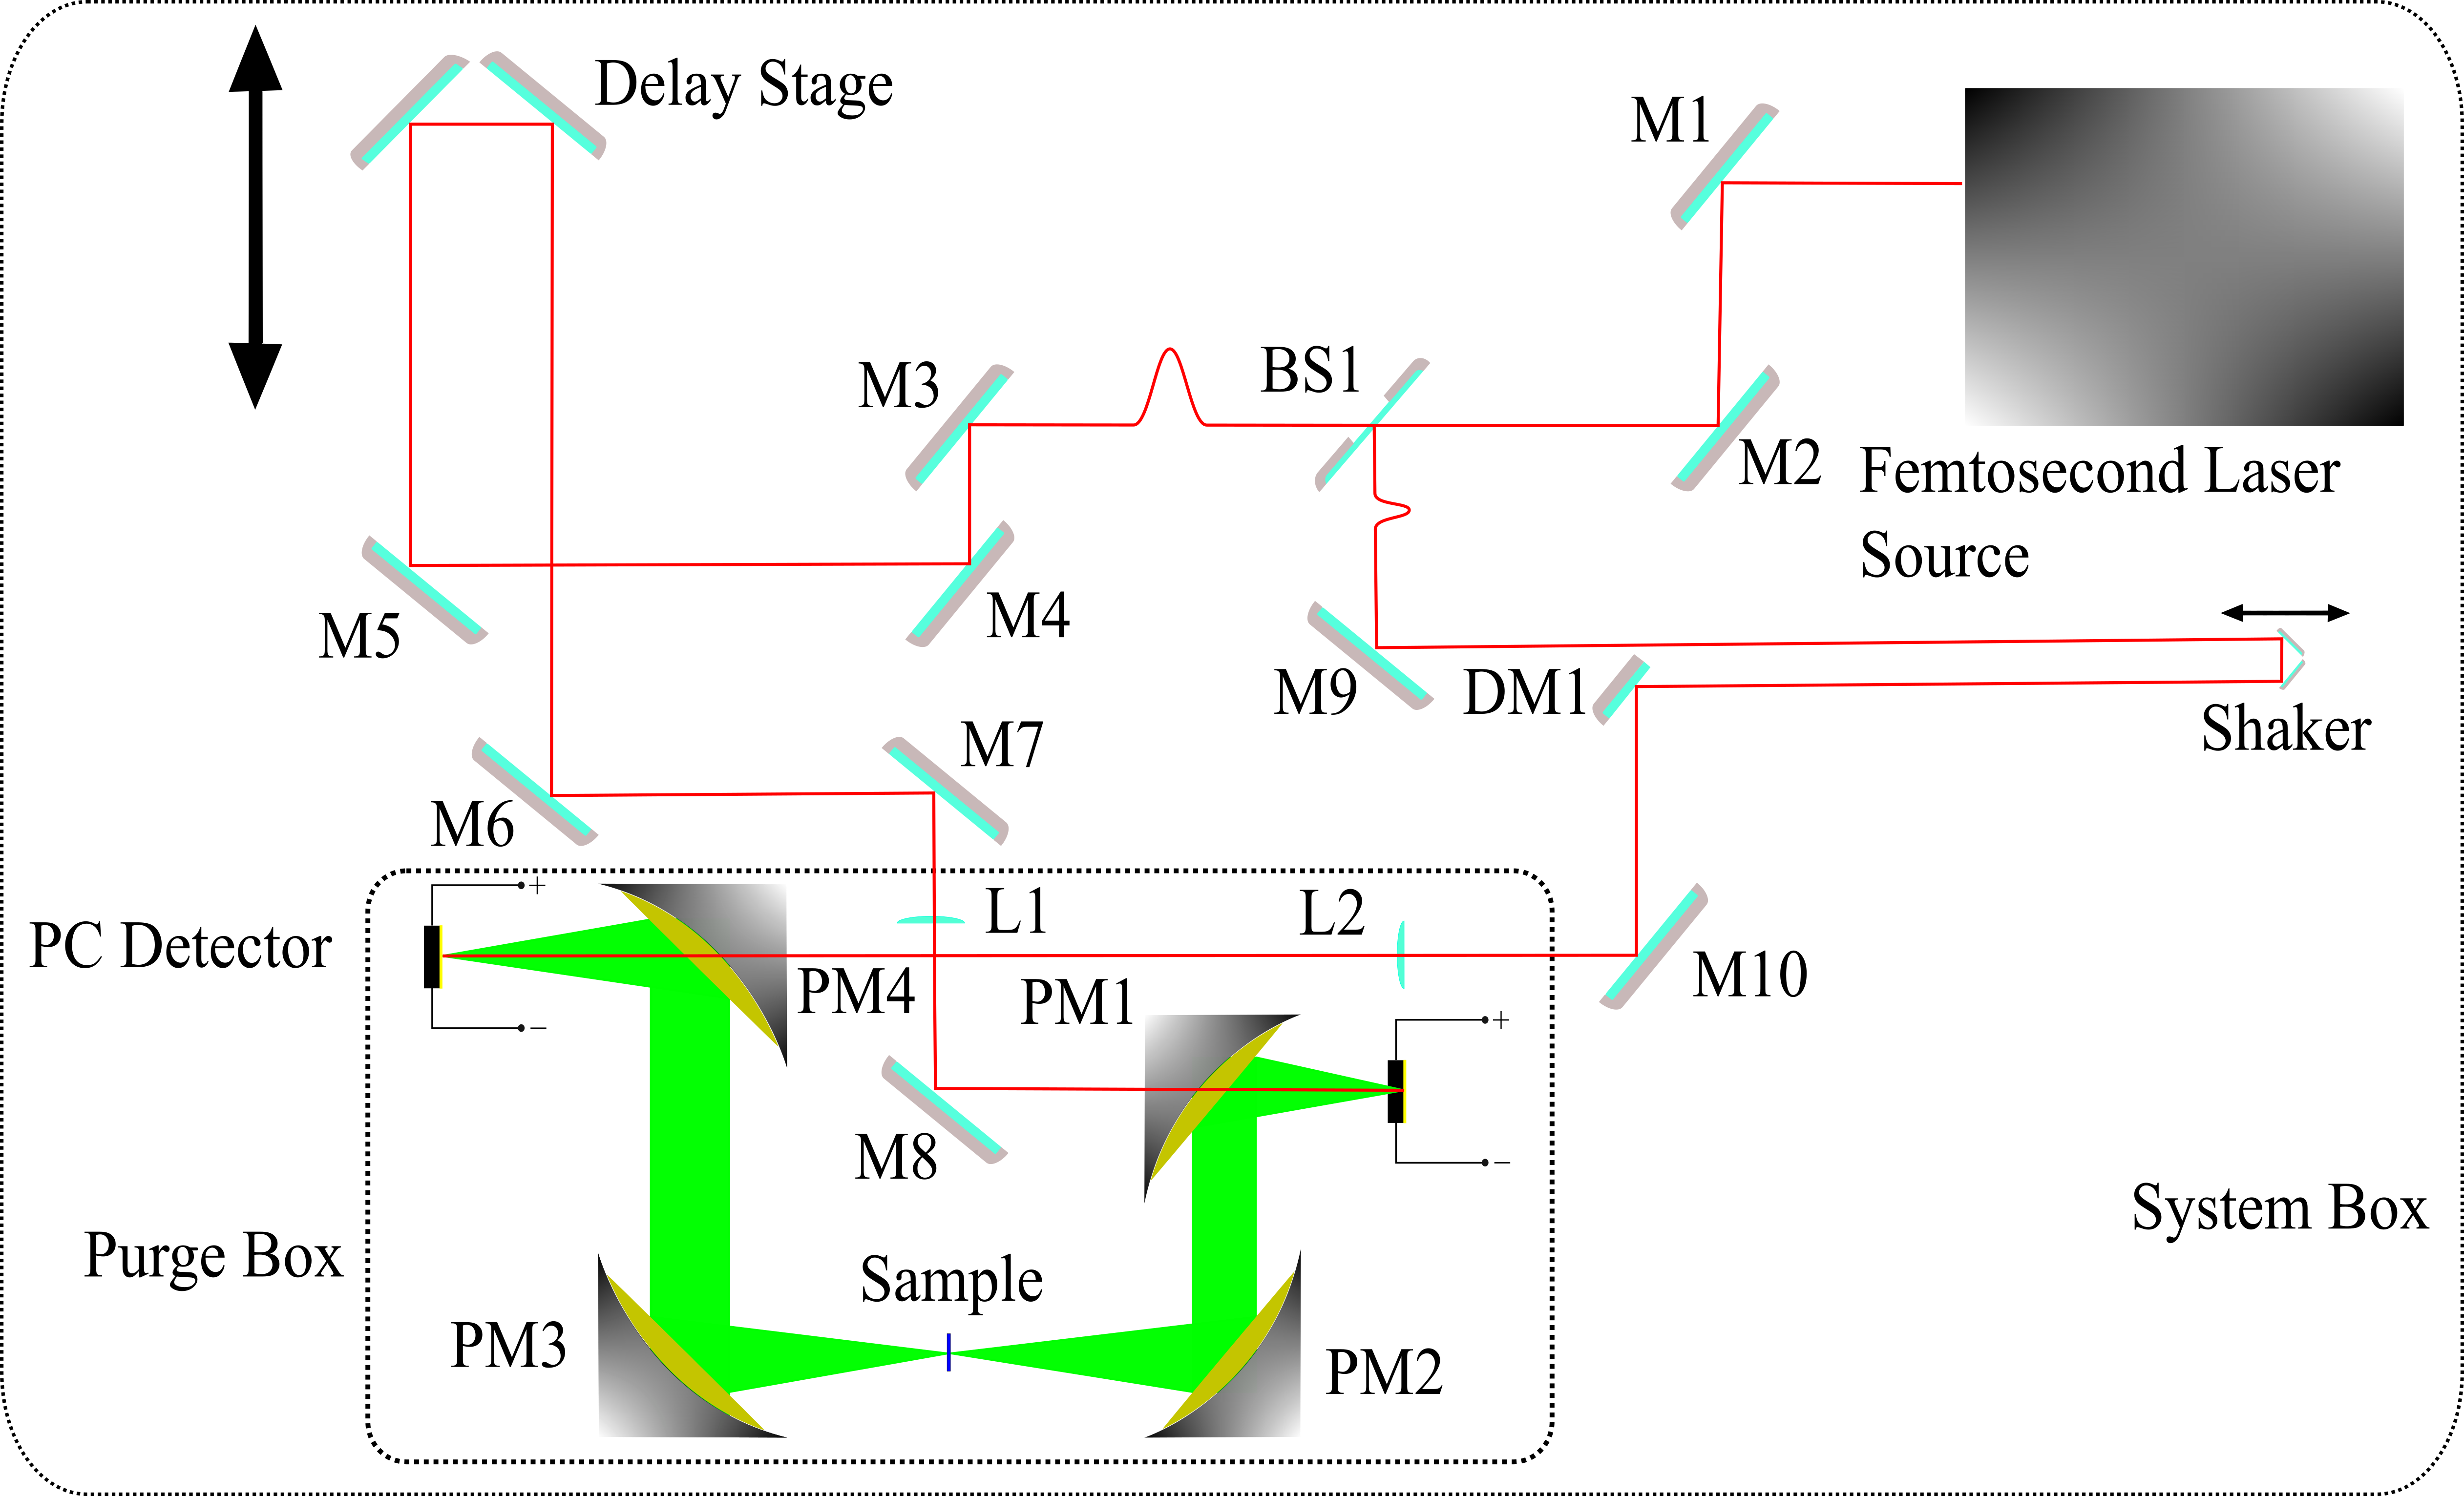 Delay Stage
M1
M3
BS1
M2
Femtosecond Laser
Source
M5
M4
M9
DM1
Shaker
M7
M6
+
L1
L2
PC Detector
PM4
PM1
M10
−
+
M8
−
System Box
Purge Box
Sample
PM3
PM2